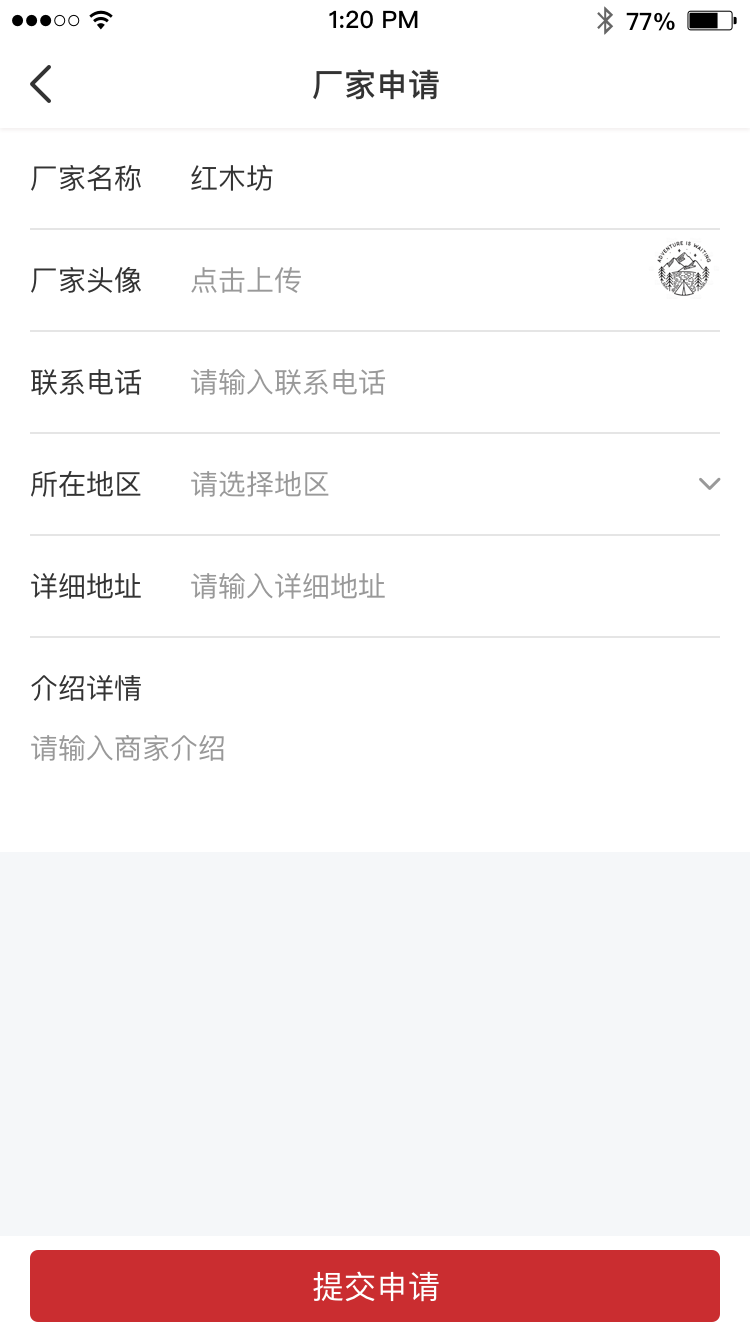 1:20 PM 77%
厂家申请
厂家名称 红木坊
ADVENTURE IS WAITING
厂家头像 点击上传
联系电话 请输入联系电话
所在地区 请选择地区
详细地址 请输入详细地址
介绍详情
请输入商家介绍
提交申请